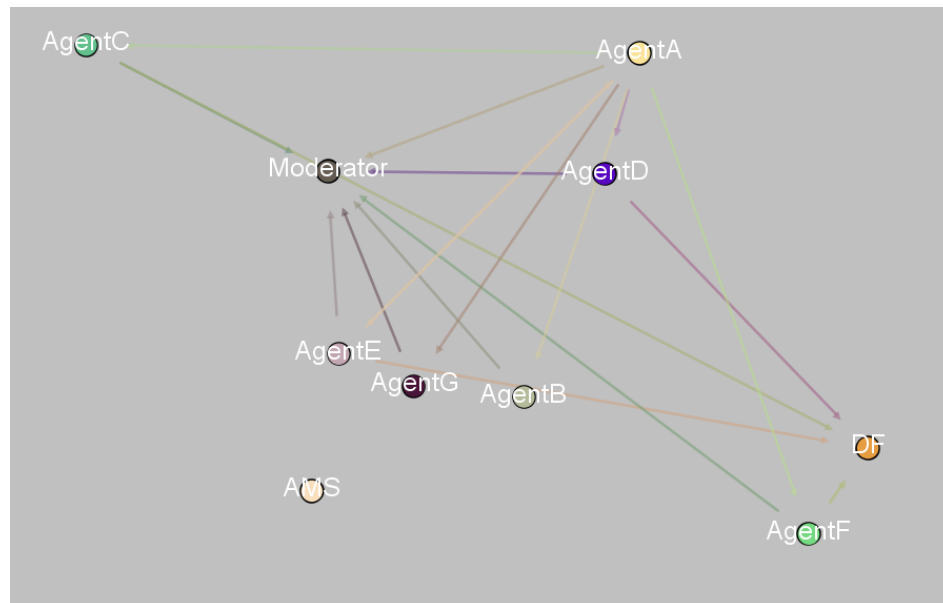 AgentC
AgentA
Moderator
AgentD
AgentE
AgentG
AgentB
DF
AMS
AgentF